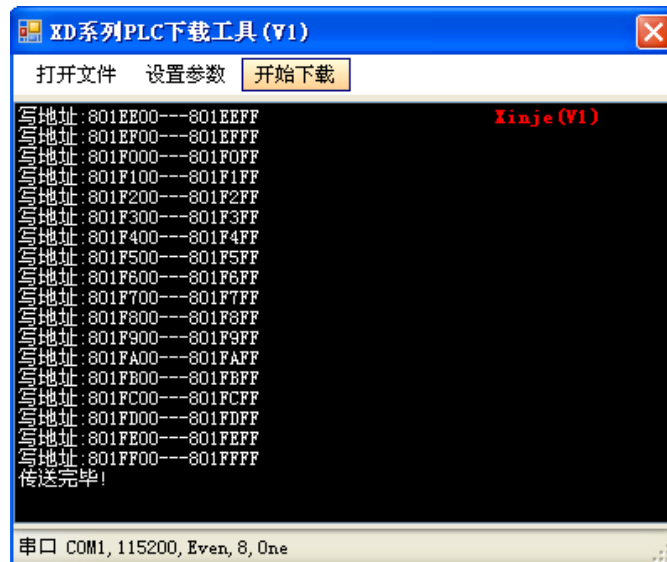 XD系列PLC下载工具(V1)
打开文件 设置参数 开始下载
写地址:801EE00---801EEFF Xinje(V1)
写地址:801EF00---801EFFF
写地址:801F000---801F0FF
写地址:801F100---801F1FF
写地址:801F200---801F2FF
写地址:801F300---801F3FF
写地址:801F400---801F4FF
写地址:801F500---801F5FF
写地址:801F600---801F6FF
写地址:801F700---801F7FF
写地址:801F800---801F8FF
写地址:801F900---801F9FF
写地址:801FA00---801FAFF
写地址:801FB00---801FBFF
写地址:801FC00---801FCFF
写地址:801FD00---801FDFF
写地址:801FE00---801FEFF
写地址:801FF00---801FFFF
传送完毕!
串口 COM1,115200,Even,8,One